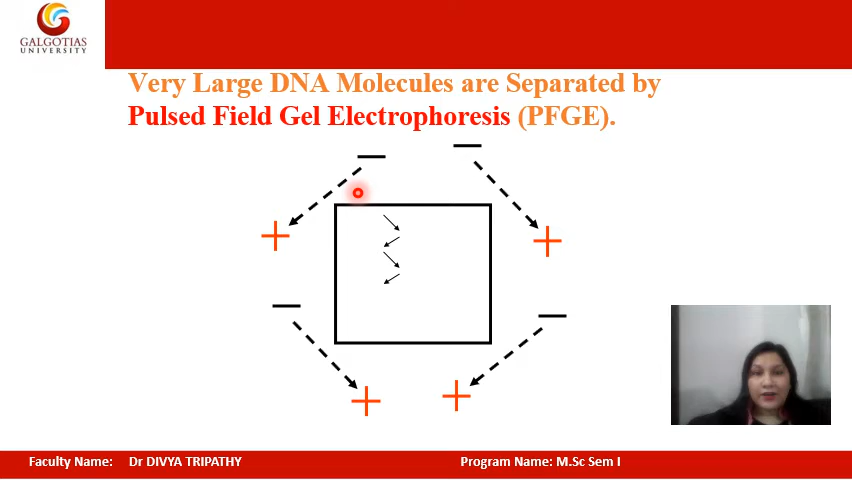 GALGOTIAS
UNIVERSITY
Very Large DNA Molecules are Separated by
Pulsed Field Gel Electrophoresis (PFGE).
Faculty Name: Dr DIVYA TRIPATHY
Program Name: M.Sc Sem I